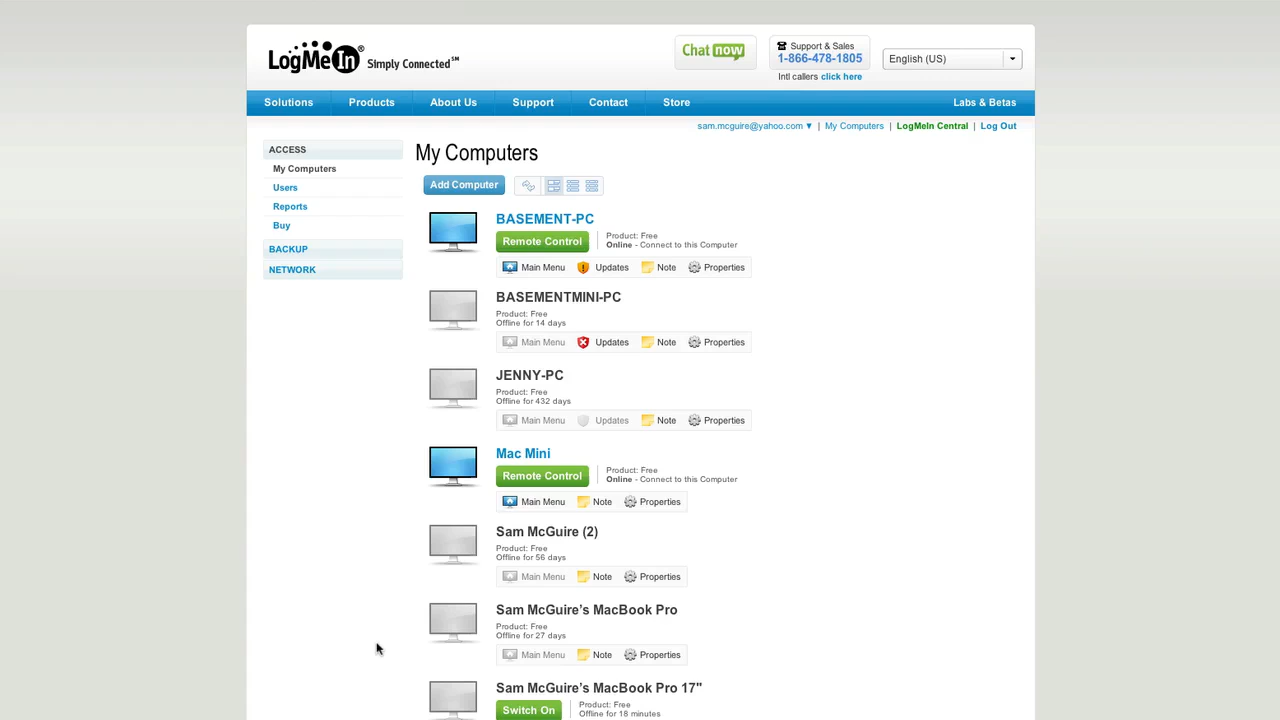 LogMeIn® Simply Connected℠
Chat now
Support & Sales
1-866-478-1805
Intl callers click here
English (US)
Solutions
Products
About Us
Support
Contact
Store
Labs & Betas
sam.mcguire@yahoo.com ▼ | My Computers | LogMeIn Central | Log Out
ACCESS
My Computers
Users
Reports
Buy
BACKUP
NETWORK
My Computers
Add Computer
BASEMENT-PC
Remote Control
Product: Free
Online - Connect to this Computer
Main Menu Updates Note Properties
BASEMENTMINI-PC
Product: Free
Offline for 14 days
Main Menu Updates Note Properties
JENNY-PC
Product: Free
Offline for 432 days
Main Menu Updates Note Properties
Mac Mini
Remote Control
Product: Free
Online - Connect to this Computer
Main Menu Note Properties
Sam McGuire (2)
Product: Free
Offline for 56 days
Main Menu Note Properties
Sam McGuire's MacBook Pro
Product: Free
Offline for 27 days
Main Menu Note Properties
Sam McGuire's MacBook Pro 17"
Switch On
Product: Free
Offline for 18 minutes